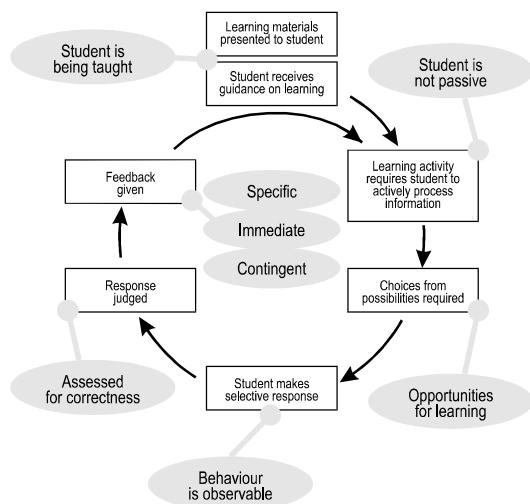 Learning materials
presented to student
Student is
being taught
Student receives
guidance on learning
Student is
not passive
Learning activity
requires student to
actively process
information
Feedback
given
Specific
Immediate
Contingent
Response
judged
Choices from
possibilities required
Assessed
for correctness
Student makes
selective response
Opportunities
for learning
Behaviour
is observable